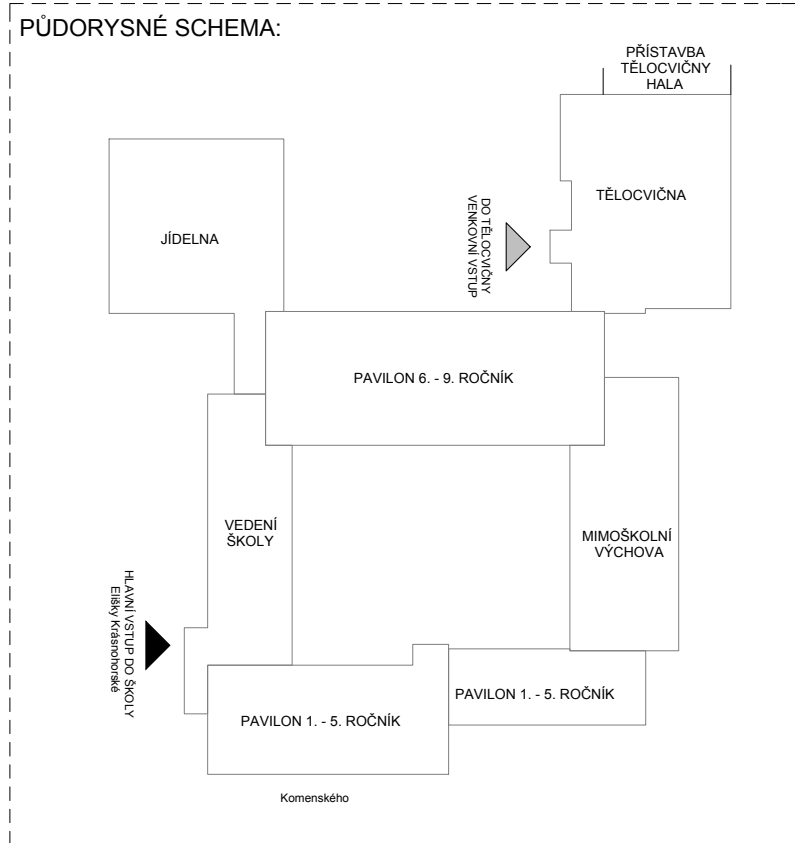 PŮDORYSNÉ SCHEMA:
PŘÍSTAVBA
TĚLOCVIČNY
HALA
TĚLOCVIČNA
JÍDELNA
DO TĚLOCVIČNY
VENKOVNÍ VSTUP
PAVILON 6. - 9. ROČNÍK
VEDENÍ
ŠKOLY
MIMOŠKOLNÍ
VÝCHOVA
HLAVNÍ VSTUP DO ŠKOLY
Elišky Krásnohorské
PAVILON 1. - 5. ROČNÍK
PAVILON 1. - 5. ROČNÍK
Komenského